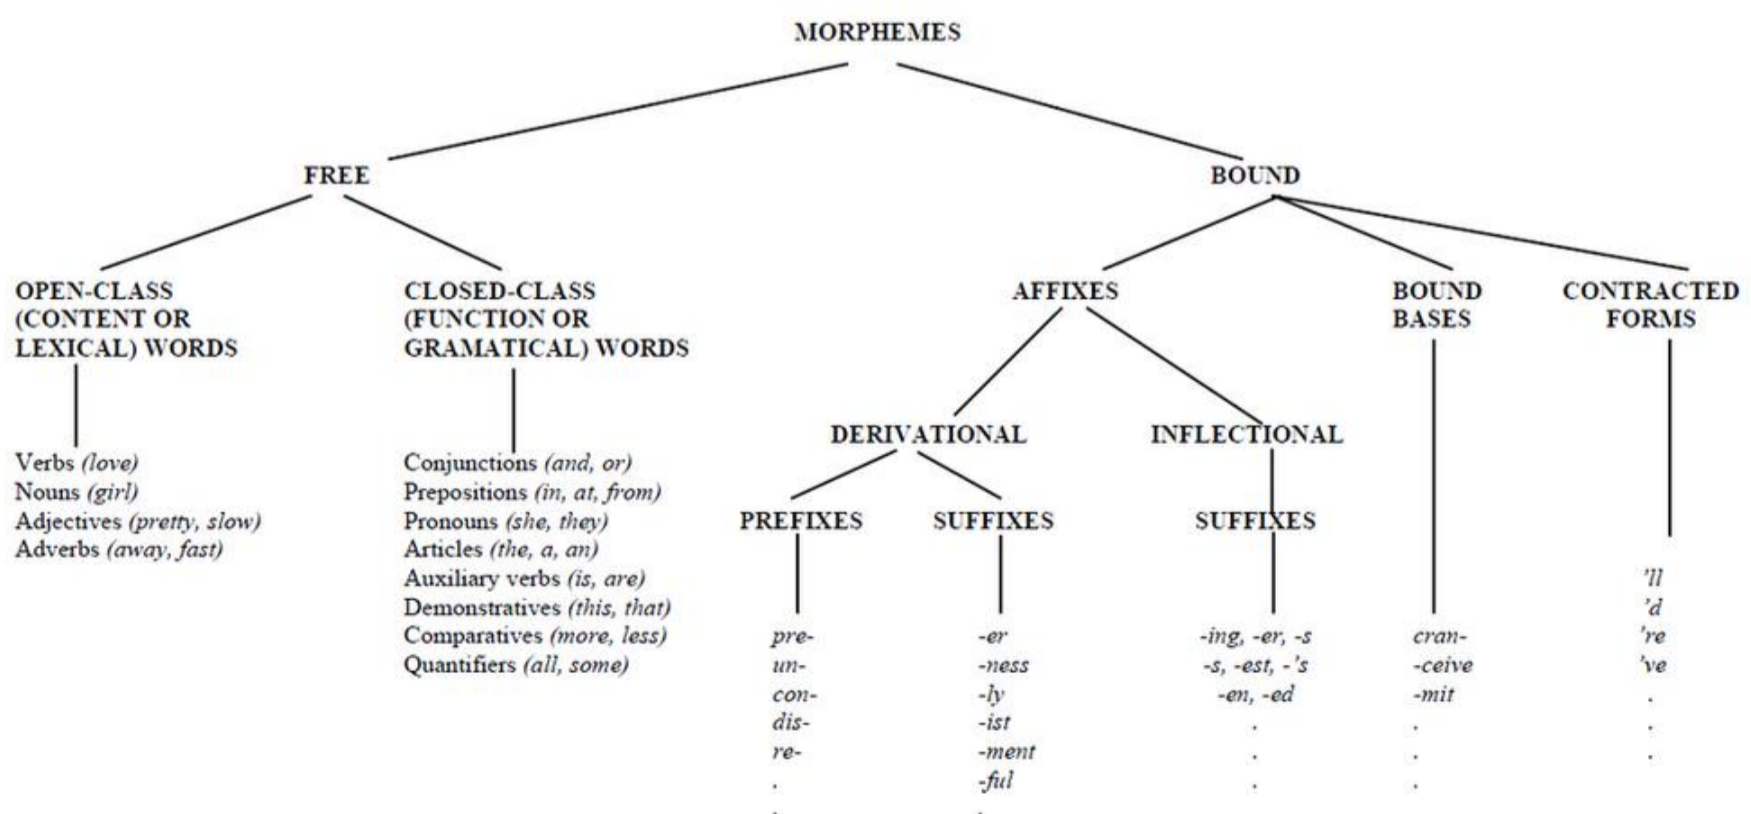 MORPHEMES
FREE
BOUND
OPEN-CLASS
(CONTENT OR
LEXICAL) WORDS
CLOSED-CLASS
(FUNCTION OR
GRAMATICAL) WORDS
AFFIXES
BOUND
BASES
CONTRACTED
FORMS
DERIVATIONAL
INFLECTIONAL
PREFIXES
SUFFIXES
SUFFIXES
Verbs (love)
Nouns (girl)
Adjectives (pretty, slow)
Adverbs (away, fast)
Conjunctions (and, or)
Prepositions (in, at, from)
Pronouns (she, they)
Articles (the, a, an)
Auxiliary verbs (is, are)
Demonstratives (this, that)
Comparatives (more, less)
Quantifiers (all, some)
pre-
un-
con-
dis-
re-
.
.
-er
-ness
-ly
-ist
-ment
-ful
.
-ing, -er, -s
-s, -est, -'s
-en, -ed
.
.
.
cran-
-ceive
-mit
.
.
.
'll
'd
're
've
.
.
.